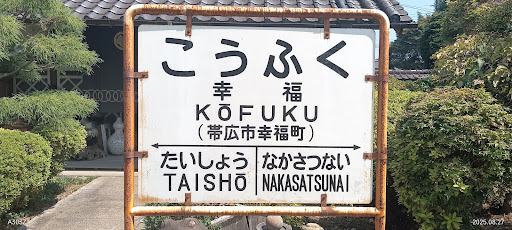 こうふく
幸福
KŌFUKU
(帯広市幸福町)
たいしょう なかさつない
TAISHŌ NAKASATSUNAI
2025.08.27